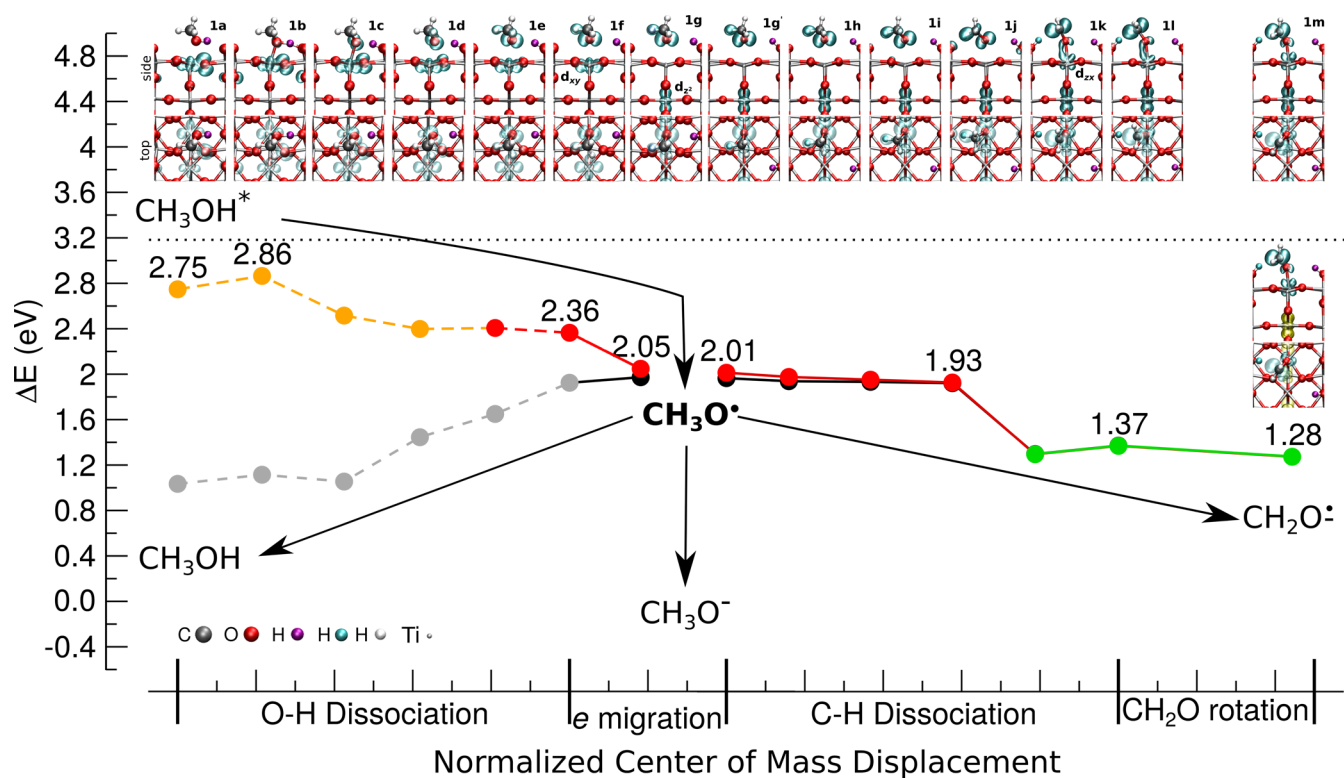 1a 1b 1c 1d 1e 1f 1g 1g' 1h 1i 1j 1k 1l 1m
side
top
d_xy
d_z²
d_zx
4.8
4.4
4
3.6
3.2
2.8
2.4
2
1.6
1.2
0.8
0.4
0.0
-0.4
ΔE (eV)
CH₃OH*
2.75
2.86
2.36
2.05
2.01
1.93
1.37
1.28
CH₃O•
CH₃OH
CH₃O⁻
CH₂O•̲
C O H H H Ti
O-H Dissociation
e migration
C-H Dissociation
CH₂O rotation
Normalized Center of Mass Displacement